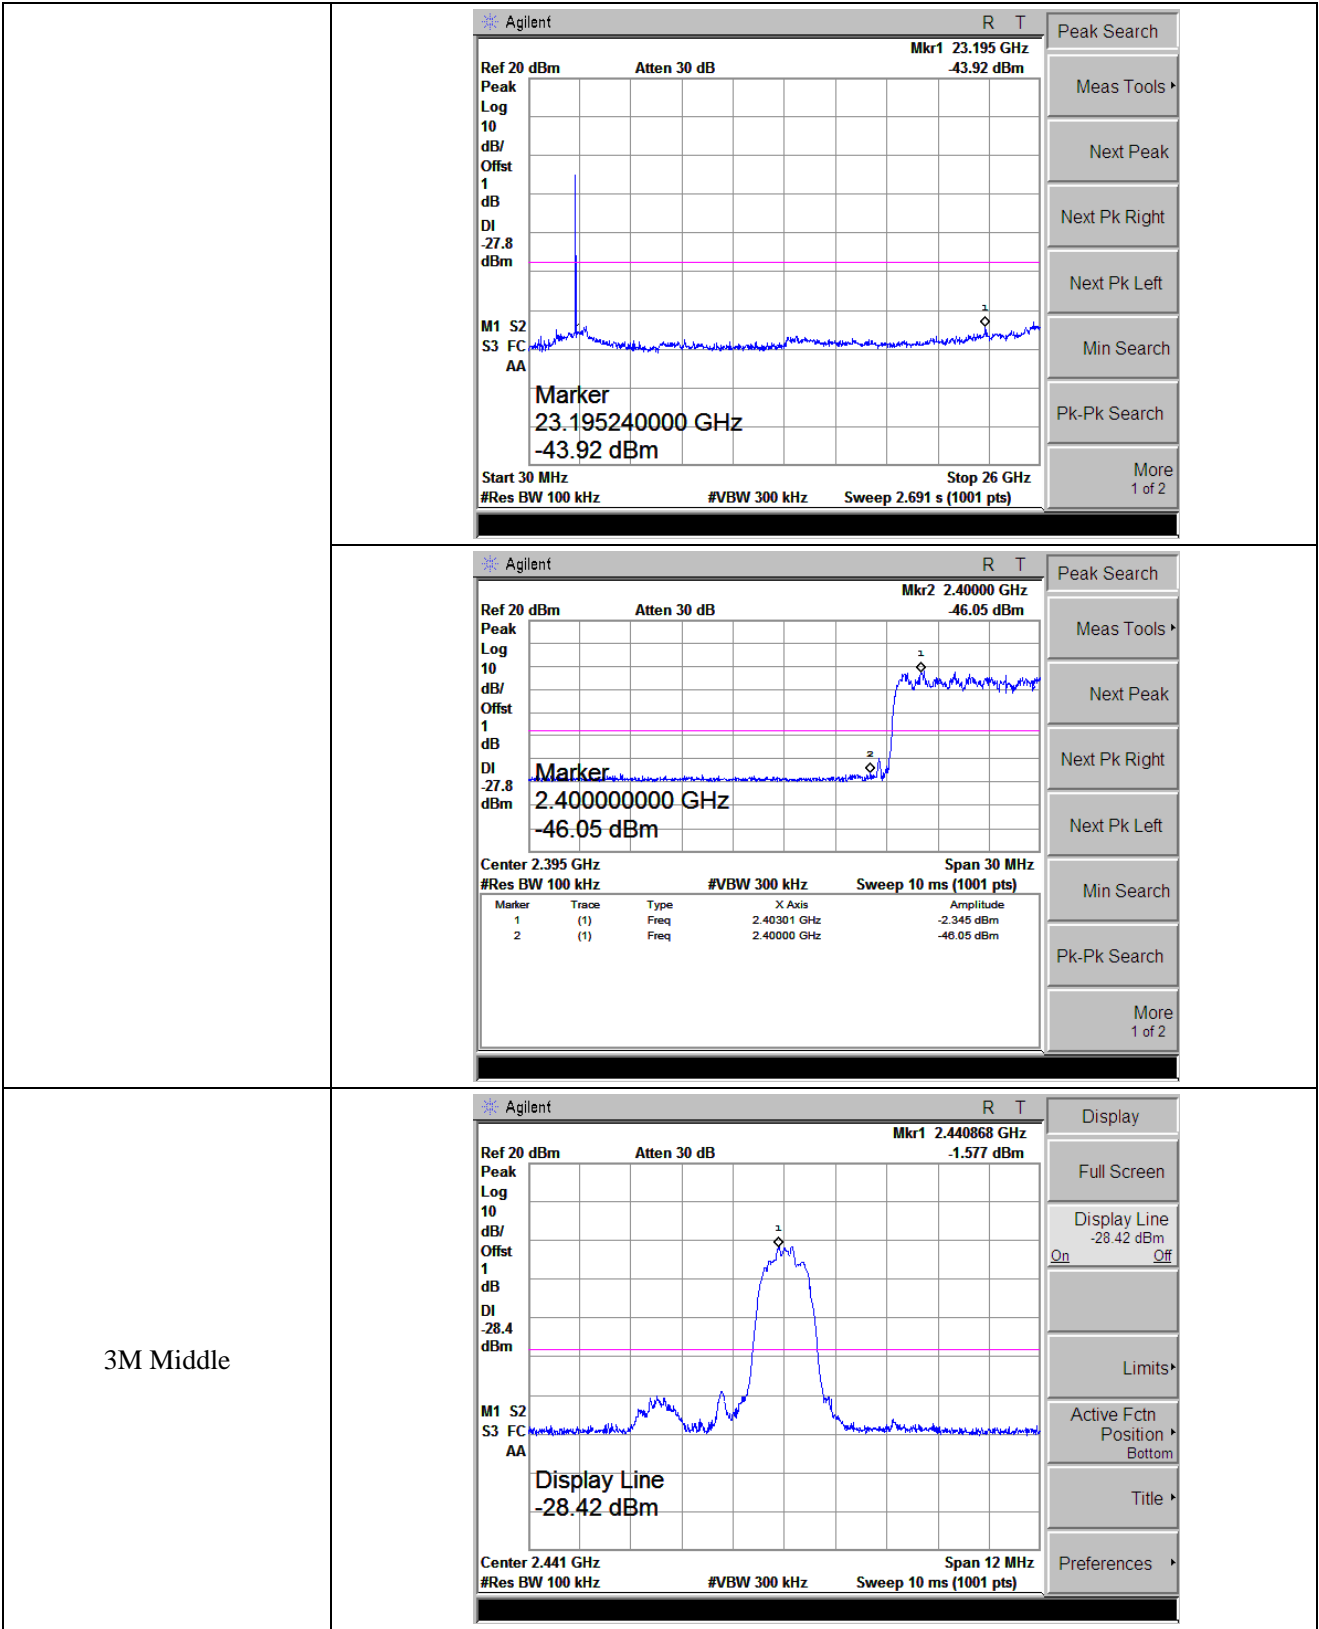 Agilent R T
Peak Search
Mkr1 23.195 GHz
Ref 20 dBm Atten 30 dB -43.92 dBm
Peak
Log
10
dB/
Offst
1
dB
DI
-27.8
dBm
M1 S2
S3 FC
AA
1
Marker
23.195240000 GHz
-43.92 dBm
Start 30 MHz Stop 26 GHz
#Res BW 100 kHz #VBW 300 kHz Sweep 2.691 s (1001 pts)
Meas Tools
Next Peak
Next Pk Right
Next Pk Left
Min Search
Pk-Pk Search
More
1 of 2
Agilent R T
Peak Search
Mkr2 2.40000 GHz
Ref 20 dBm Atten 30 dB -46.05 dBm
Peak
Log
10
dB/
Offst
1
dB
DI
-27.8
dBm
1
2
Marker
2.400000000 GHz
-46.05 dBm
Center 2.395 GHz Span 30 MHz
#Res BW 100 kHz #VBW 300 kHz Sweep 10 ms (1001 pts)
Marker Trace Type X Axis Amplitude
1 (1) Freq 2.40301 GHz -2.345 dBm
2 (1) Freq 2.40000 GHz -46.05 dBm
Meas Tools
Next Peak
Next Pk Right
Next Pk Left
Min Search
Pk-Pk Search
More
1 of 2
3M Middle
Agilent R T
Display
Mkr1 2.440868 GHz
Ref 20 dBm Atten 30 dB -1.577 dBm
Peak
Log
10
dB/
Offst
1
dB
DI
-28.4
dBm
M1 S2
S3 FC
AA
1
Display Line
-28.42 dBm
Center 2.441 GHz Span 12 MHz
#Res BW 100 kHz #VBW 300 kHz Sweep 10 ms (1001 pts)
Full Screen
Display Line
-28.42 dBm
On Off
Limits
Active Fctn
Position
Bottom
Title
Preferences